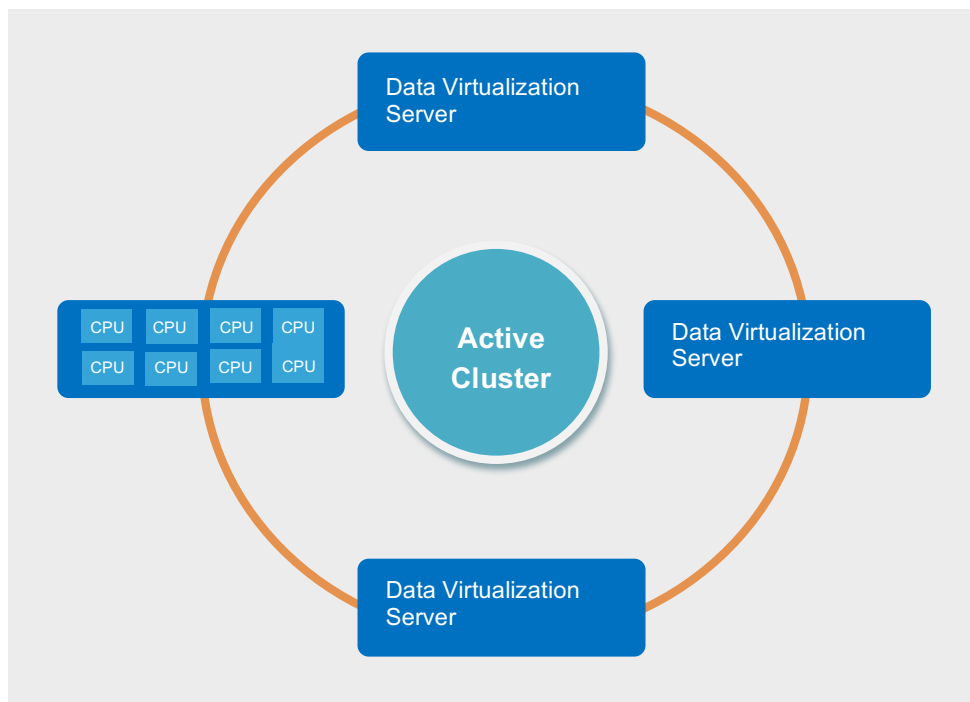 Data Virtualization
Server
CPU CPU CPU CPU
CPU CPU CPU CPU
Active
Cluster
Data Virtualization
Server
Data Virtualization
Server